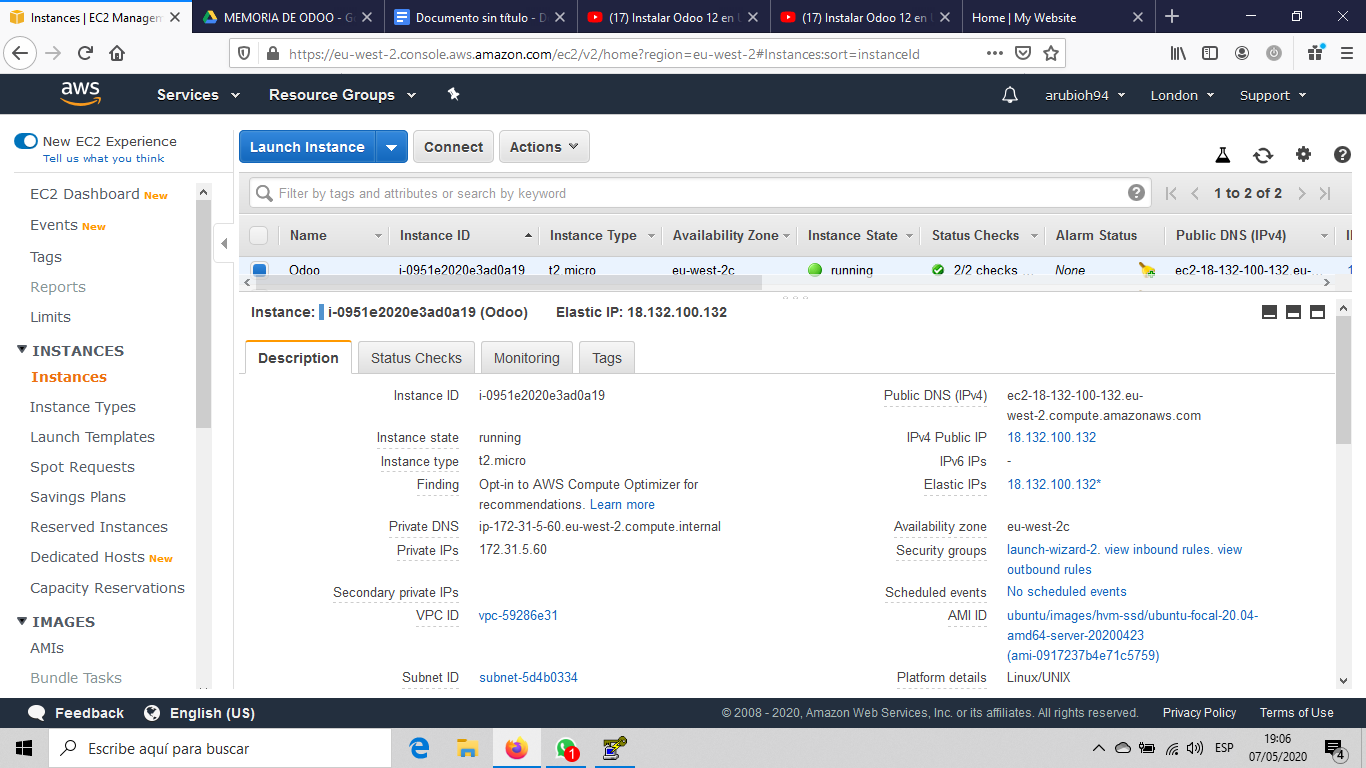 Instances | EC2 Managem
MEMORIA DE ODOO - G
Documento sin título - D
(17) Instalar Odoo 12 en U
(17) Instalar Odoo 12 en U
Home | My Website
https://eu-west-2.console.aws.amazon.com/ec2/v2/home?region=eu-west-2#Instances:sort=instanceId
aws
Services
Resource Groups
arubioh94
London
Support
New EC2 Experience
Tell us what you think
EC2 Dashboard New
Events New
Tags
Reports
Limits
INSTANCES
Instances
Instance Types
Launch Templates
Spot Requests
Savings Plans
Reserved Instances
Dedicated Hosts New
Capacity Reservations
IMAGES
AMIs
Bundle Tasks
Launch Instance
Connect
Actions
Filter by tags and attributes or search by keyword
1 to 2 of 2
Name Instance ID Instance Type Availability Zone Instance State Status Checks Alarm Status Public DNS (IPv4)
Odoo i-0951e2020e3ad0a19 t2.micro eu-west-2c running 2/2 checks ... None ec2-18-132-100-132.eu-...
Instance: i-0951e2020e3ad0a19 (Odoo) Elastic IP: 18.132.100.132
Description Status Checks Monitoring Tags
Instance ID i-0951e2020e3ad0a19
Public DNS (IPv4) ec2-18-132-100-132.eu-
west-2.compute.amazonaws.com
Instance state running
IPv4 Public IP 18.132.100.132
Instance type t2.micro
IPv6 IPs -
Finding Opt-in to AWS Compute Optimizer for
recommendations. Learn more
Elastic IPs 18.132.100.132*
Private DNS ip-172-31-5-60.eu-west-2.compute.internal
Availability zone eu-west-2c
Private IPs 172.31.5.60
Security groups launch-wizard-2. view inbound rules. view
outbound rules
Secondary private IPs
Scheduled events No scheduled events
VPC ID vpc-59286e31
AMI ID ubuntu/images/hvm-ssd/ubuntu-focal-20.04-
amd64-server-20200423
(ami-0917237b4e71c5759)
Subnet ID subnet-5d4b0334
Platform details Linux/UNIX
Feedback
English (US)
© 2008 - 2020, Amazon Web Services, Inc. or its affiliates. All rights reserved.
Privacy Policy
Terms of Use
Escribe aquí para buscar
1
ESP
19:06
07/05/2020
4